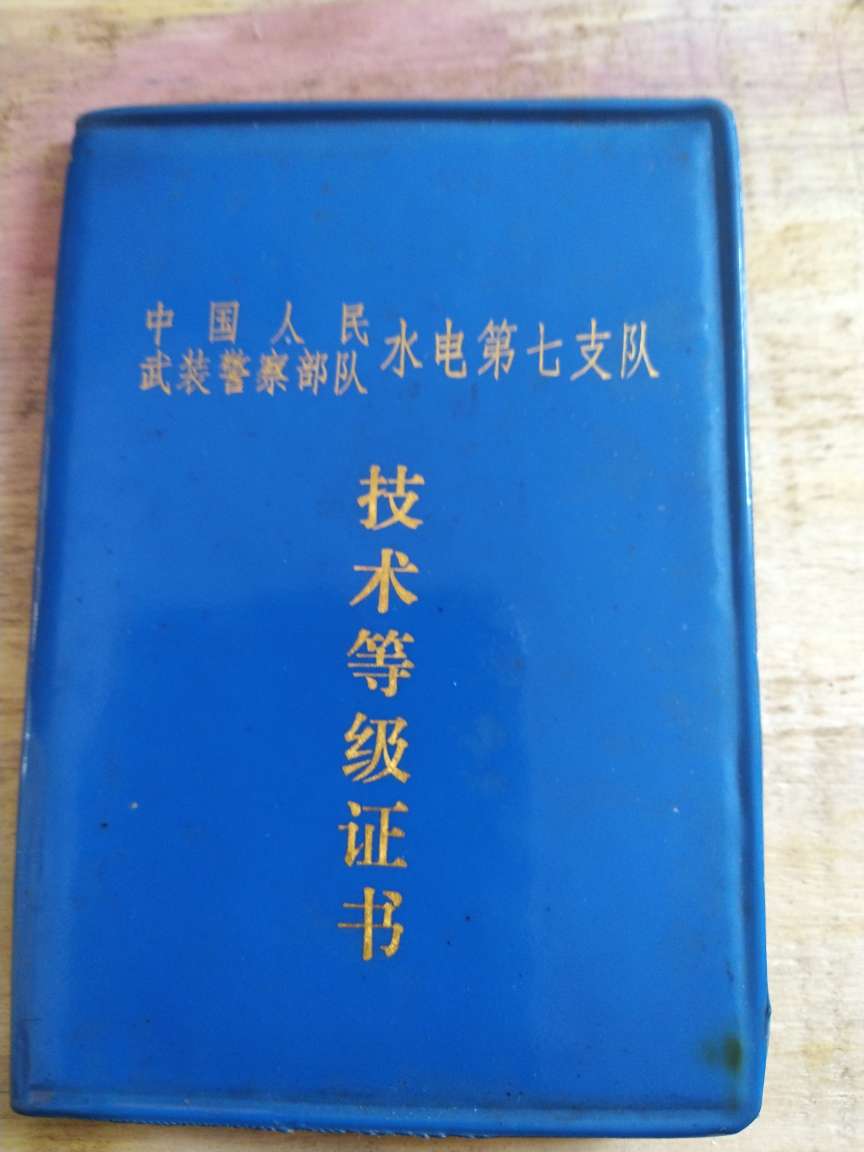 中国人民
武装警察部队 水电第七支队
技术等级证书